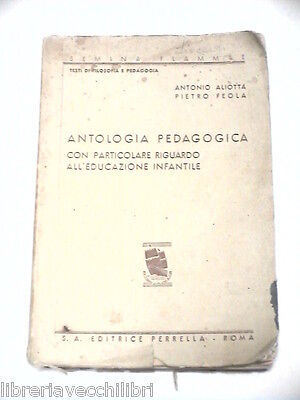 SEMINA FLAMMAE
TESTI DI FILOSOFIA E PEDAGOGIA
ANTONIO ALIOTTA
PIETRO FEOLA
ANTOLOGIA PEDAGOGICA
CON PARTICOLARE RIGUARDO
ALL'EDUCAZIONE INFANTILE
S. A. EDITRICE PERRELLA - ROMA
libreriavecchilibri